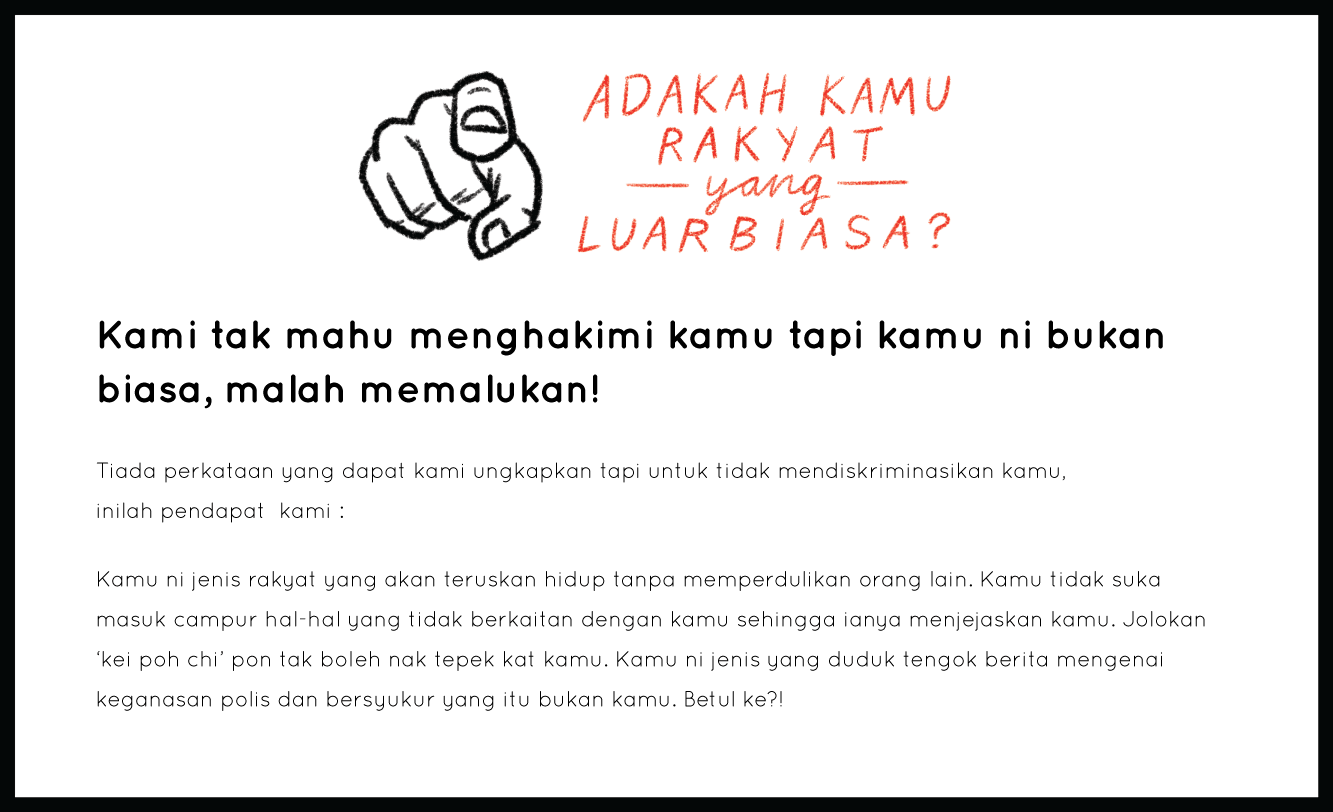 ADAKAH KAMU
RAKYAT
yang
LUAR BIASA?
Kami tak mahu menghakimi kamu tapi kamu ni bukan
biasa, malah memalukan!
Tiada perkataan yang dapat kami ungkapkan tapi untuk tidak mendiskriminasikan kamu,
inilah pendapat kami :
Kamu ni jenis rakyat yang akan teruskan hidup tanpa memperdulikan orang lain. Kamu tidak suka
masuk campur hal-hal yang tidak berkaitan dengan kamu sehingga ianya menjejaskan kamu. Jolokan
‘kei poh chi’ pon tak boleh nak tepek kat kamu. Kamu ni jenis yang duduk tengok berita mengenai
keganasan polis dan bersyukur yang itu bukan kamu. Betul ke?!